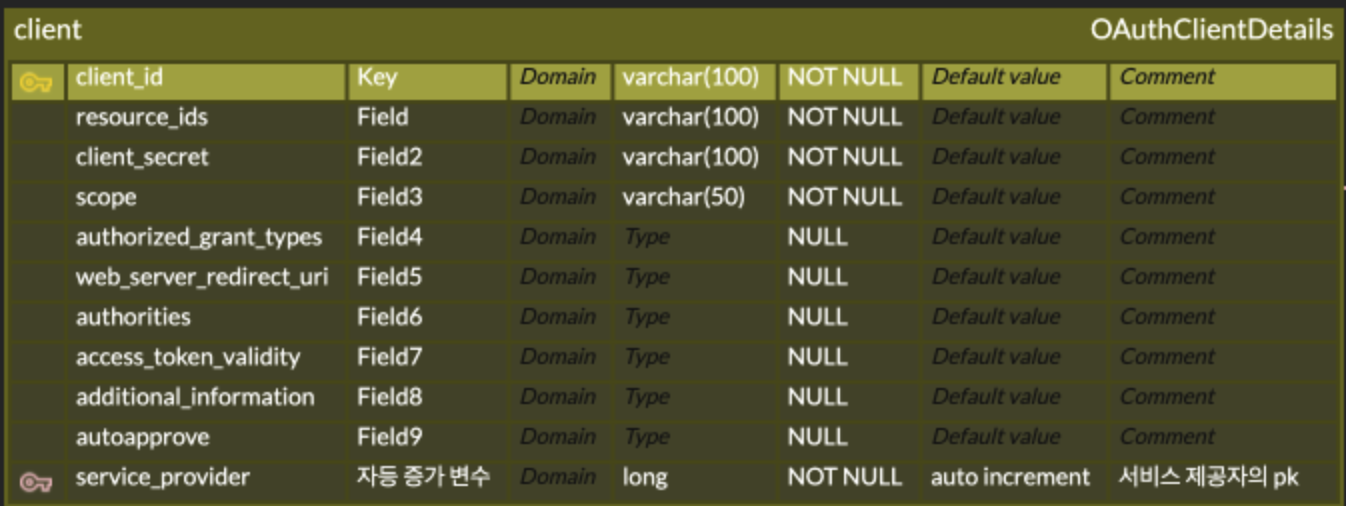 client OAuthClientDetails
client_id Key Domain varchar(100) NOT NULL Default value Comment
resource_ids Field Domain varchar(100) NOT NULL Default value Comment
client_secret Field2 Domain varchar(100) NOT NULL Default value Comment
scope Field3 Domain varchar(50) NOT NULL Default value Comment
authorized_grant_types Field4 Domain Type NULL Default value Comment
web_server_redirect_uri Field5 Domain Type NULL Default value Comment
authorities Field6 Domain Type NULL Default value Comment
access_token_validity Field7 Domain Type NULL Default value Comment
additional_information Field8 Domain Type NULL Default value Comment
autoapprove Field9 Domain Type NULL Default value Comment
service_provider 자등 증가 변수 Domain long NOT NULL auto increment 서비스 제공자의 pk